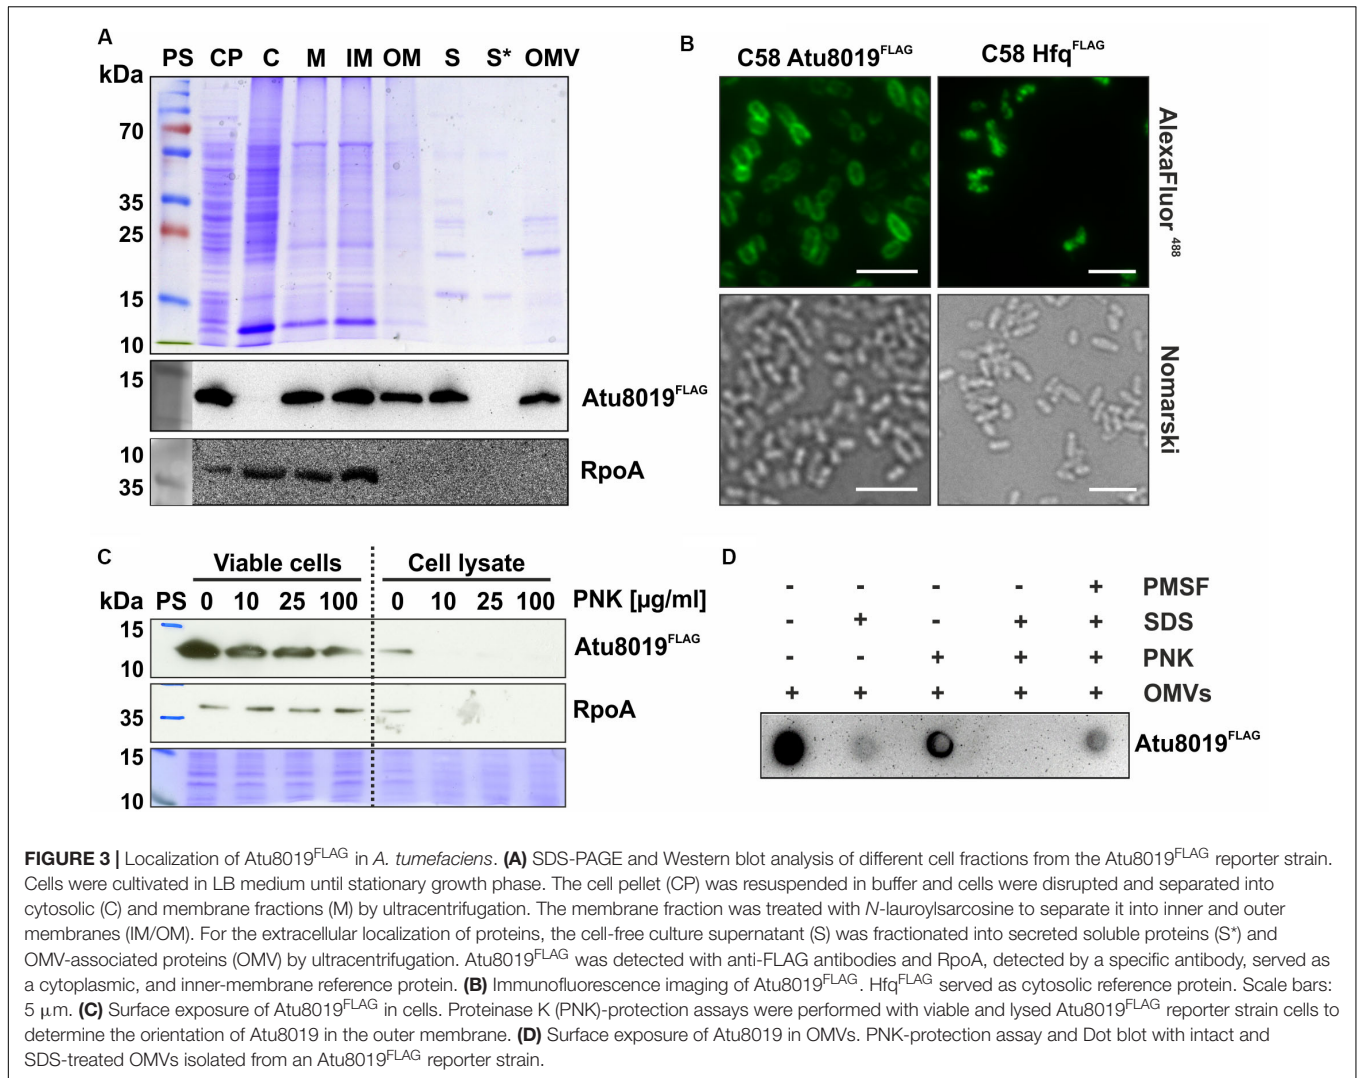 A
PS CP C M IM OM S S* OMV
kDa
70
35
25
15
10
15
Atu8019FLAG
10
35
RpoA
B
C58 Atu8019FLAG
C58 HfqFLAG
AlexaFluor 488
Nomarski
C
Viable cells
Cell lysate
kDa PS 0 10 25 100 0 10 25 100 PNK [µg/ml]
15
10
Atu8019FLAG
35
RpoA
15
10
D
- - - - + PMSF
- + - + + SDS
- - + + + PNK
+ + + + + OMVs
Atu8019FLAG
FIGURE 3 | Localization of Atu8019FLAG in A. tumefaciens. (A) SDS-PAGE and Western blot analysis of different cell fractions from the Atu8019FLAG reporter strain.
Cells were cultivated in LB medium until stationary growth phase. The cell pellet (CP) was resuspended in buffer and cells were disrupted and separated into
cytosolic (C) and membrane fractions (M) by ultracentrifugation. The membrane fraction was treated with N-lauroylsarcosine to separate it into inner and outer
membranes (IM/OM). For the extracellular localization of proteins, the cell-free culture supernatant (S) was fractionated into secreted soluble proteins (S*) and
OMV-associated proteins (OMV) by ultracentrifugation. Atu8019FLAG was detected with anti-FLAG antibodies and RpoA, detected by a specific antibody, served as
a cytoplasmic, and inner-membrane reference protein. (B) Immunofluorescence imaging of Atu8019FLAG. HfqFLAG served as cytosolic reference protein. Scale bars:
5 µm. (C) Surface exposure of Atu8019FLAG in cells. Proteinase K (PNK)-protection assays were performed with viable and lysed Atu8019FLAG reporter strain cells to
determine the orientation of Atu8019 in the outer membrane. (D) Surface exposure of Atu8019 in OMVs. PNK-protection assay and Dot blot with intact and
SDS-treated OMVs isolated from an Atu8019FLAG reporter strain.